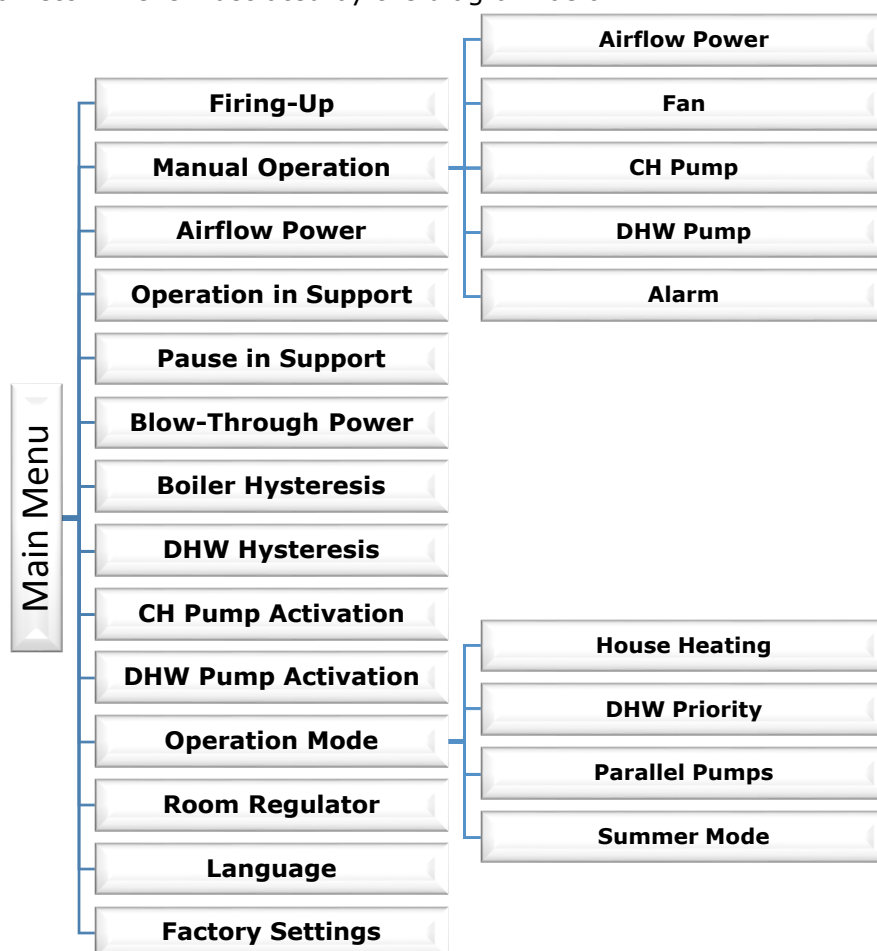 Main Menu
Firing-Up
Manual Operation
Airflow Power
Fan
CH Pump
DHW Pump
Alarm
Airflow Power
Operation in Support
Pause in Support
Blow-Through Power
Boiler Hysteresis
DHW Hysteresis
CH Pump Activation
DHW Pump Activation
Operation Mode
House Heating
DHW Priority
Parallel Pumps
Summer Mode
Room Regulator
Language
Factory Settings